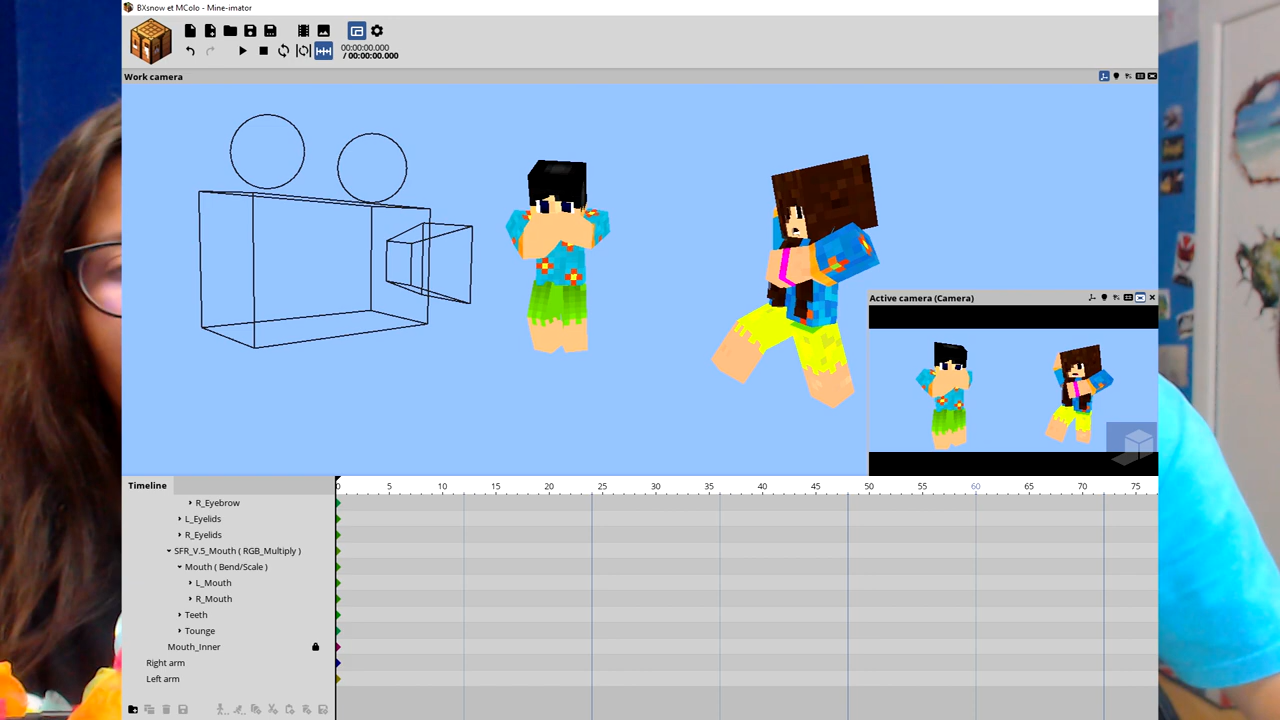 BXsnow et MColo - Mine-imator
00:00:00.000
/ 00:00:00.000
Work camera
Active camera (Camera)
Timeline
0 5 10 15 20 25 30 35 40 45 50 55 60 65 70 75
R_Eyebrow
L_Eyelids
R_Eyelids
SFR_V.5_Mouth ( RGB_Multiply )
Mouth ( Bend/Scale )
L_Mouth
R_Mouth
Teeth
Tounge
Mouth_Inner
Right arm
Left arm